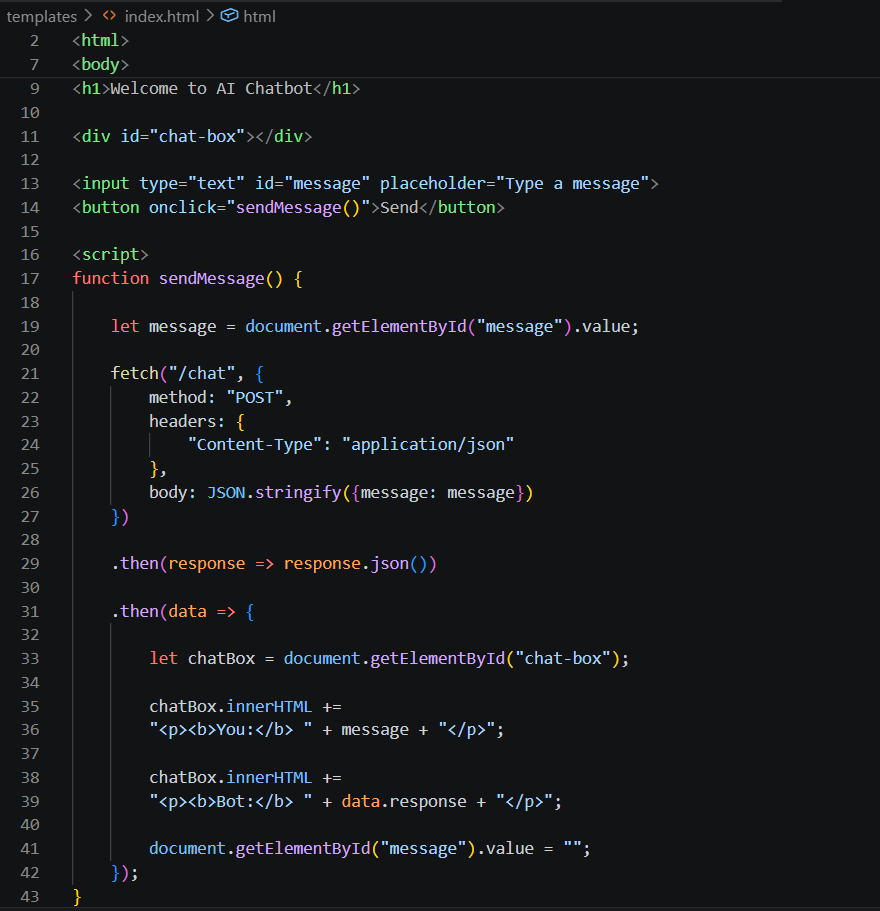 templates > index.html > html
2 <html>
7 <body>
9 <h1>Welcome to AI Chatbot</h1>
10
11 <div id="chat-box"></div>
12
13 <input type="text" id="message" placeholder="Type a message">
14 <button onclick="sendMessage()">Send</button>
15
16 <script>
17 function sendMessage() {
18
19     let message = document.getElementById("message").value;
20
21     fetch("/chat", {
22         method: "POST",
23         headers: {
24             "Content-Type": "application/json"
25         },
26         body: JSON.stringify({message: message})
27     })
28
29     .then(response => response.json())
30
31     .then(data => {
32
33         let chatBox = document.getElementById("chat-box");
34
35         chatBox.innerHTML +=
36         "<p><b>You:</b> " + message + "</p>";
37
38         chatBox.innerHTML +=
39         "<p><b>Bot:</b> " + data.response + "</p>";
40
41         document.getElementById("message").value = "";
42     });
43 }